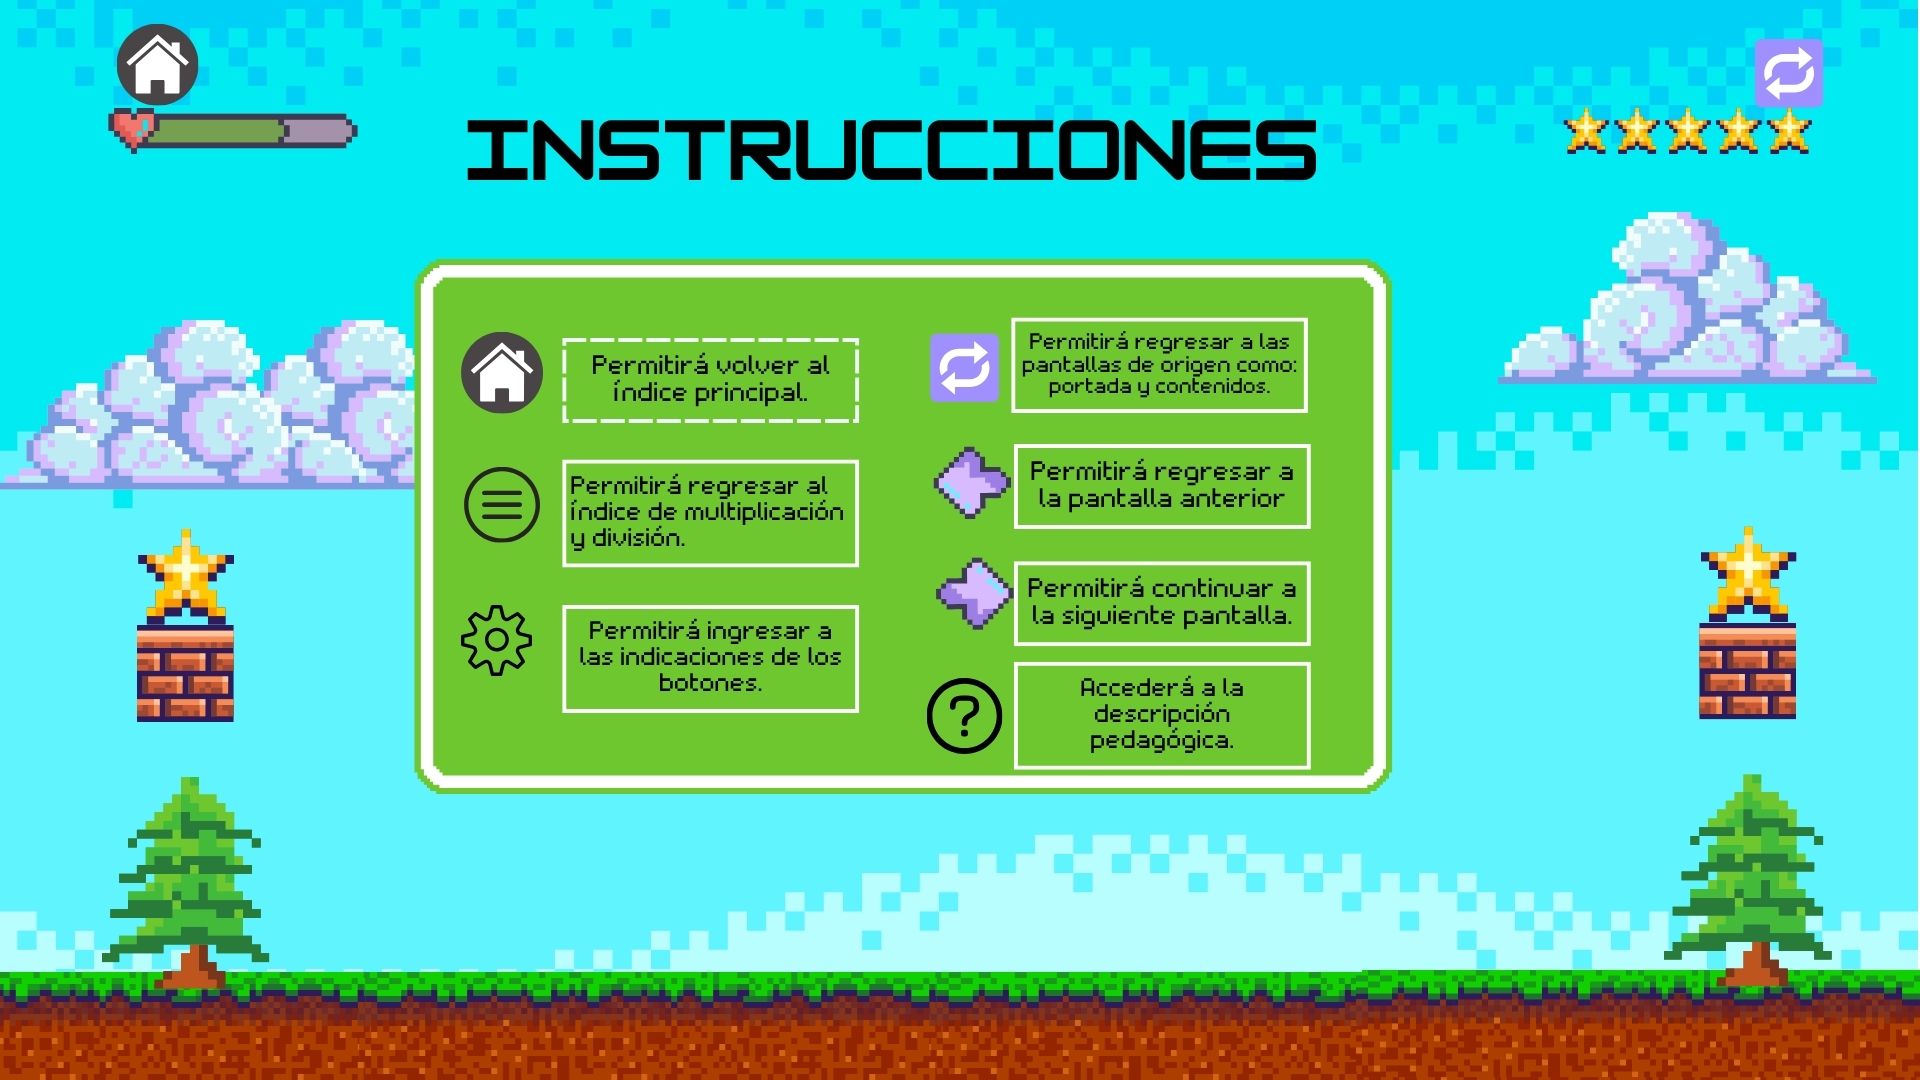 INSTRUCCIONES
Permitirá volver al
índice principal.
Permitirá regresar al
índice de multiplicación
y división.
Permitirá ingresar a
las indicaciones de los
botones.
Permitirá regresar a las
pantallas de origen como:
portada y contenidos.
Permitirá regresar a
la pantalla anterior
Permitirá continuar a
la siguiente pantalla.
?
Accederá a la
descripción
pedagógica.